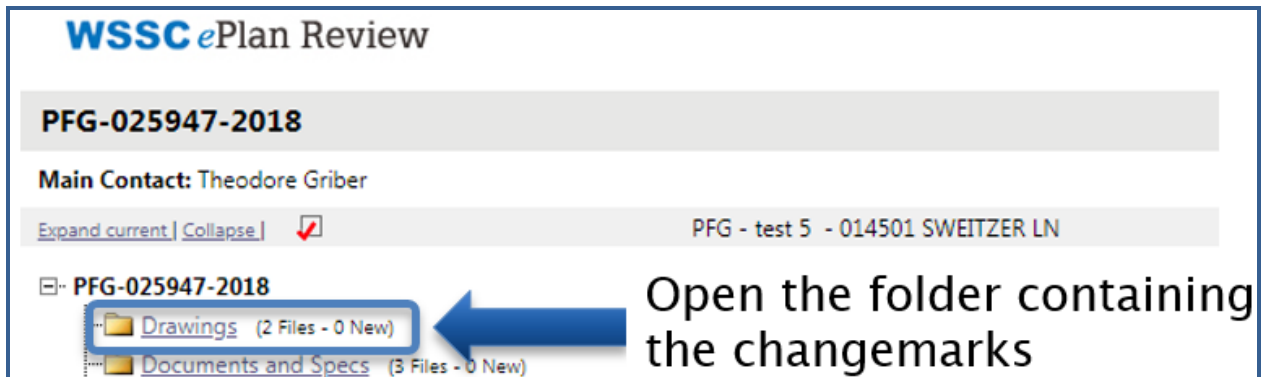 WSSC ePlan Review
PFG-025947-2018
Main Contact: Theodore Griber
Expand current | Collapse | PFG - test 5 - 014501 SWEITZER LN
PFG-025947-2018
Drawings (2 Files - 0 New)
Documents and Specs (3 Files - 0 New)
Open the folder containing
the changemarks